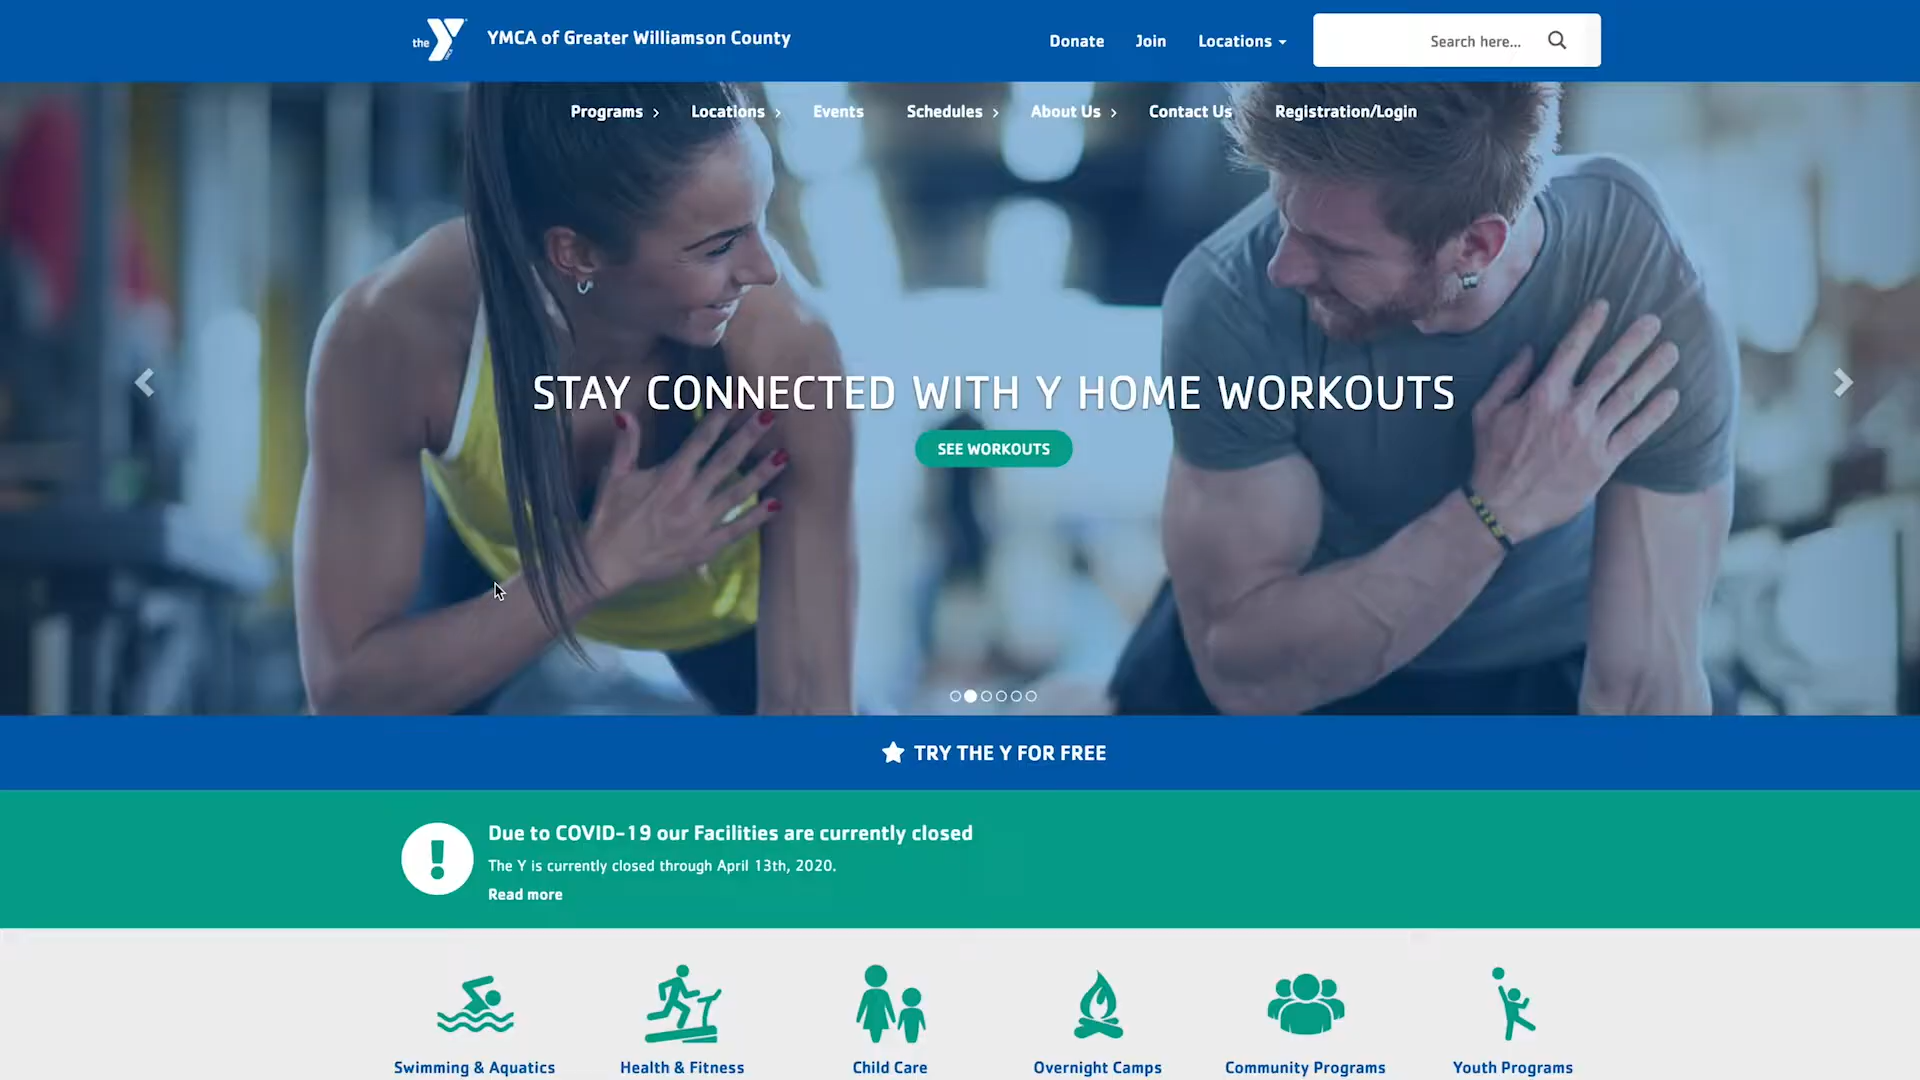 the Y YMCA of Greater Williamson County
Donate Join Locations Search here...
Programs Locations Events Schedules About Us Contact Us Registration/Login
STAY CONNECTED WITH Y HOME WORKOUTS
SEE WORKOUTS
TRY THE Y FOR FREE
Due to COVID-19 our Facilities are currently closed
The Y is currently closed through April 13th, 2020.
Read more
Swimming & Aquatics Health & Fitness Child Care Overnight Camps Community Programs Youth Programs